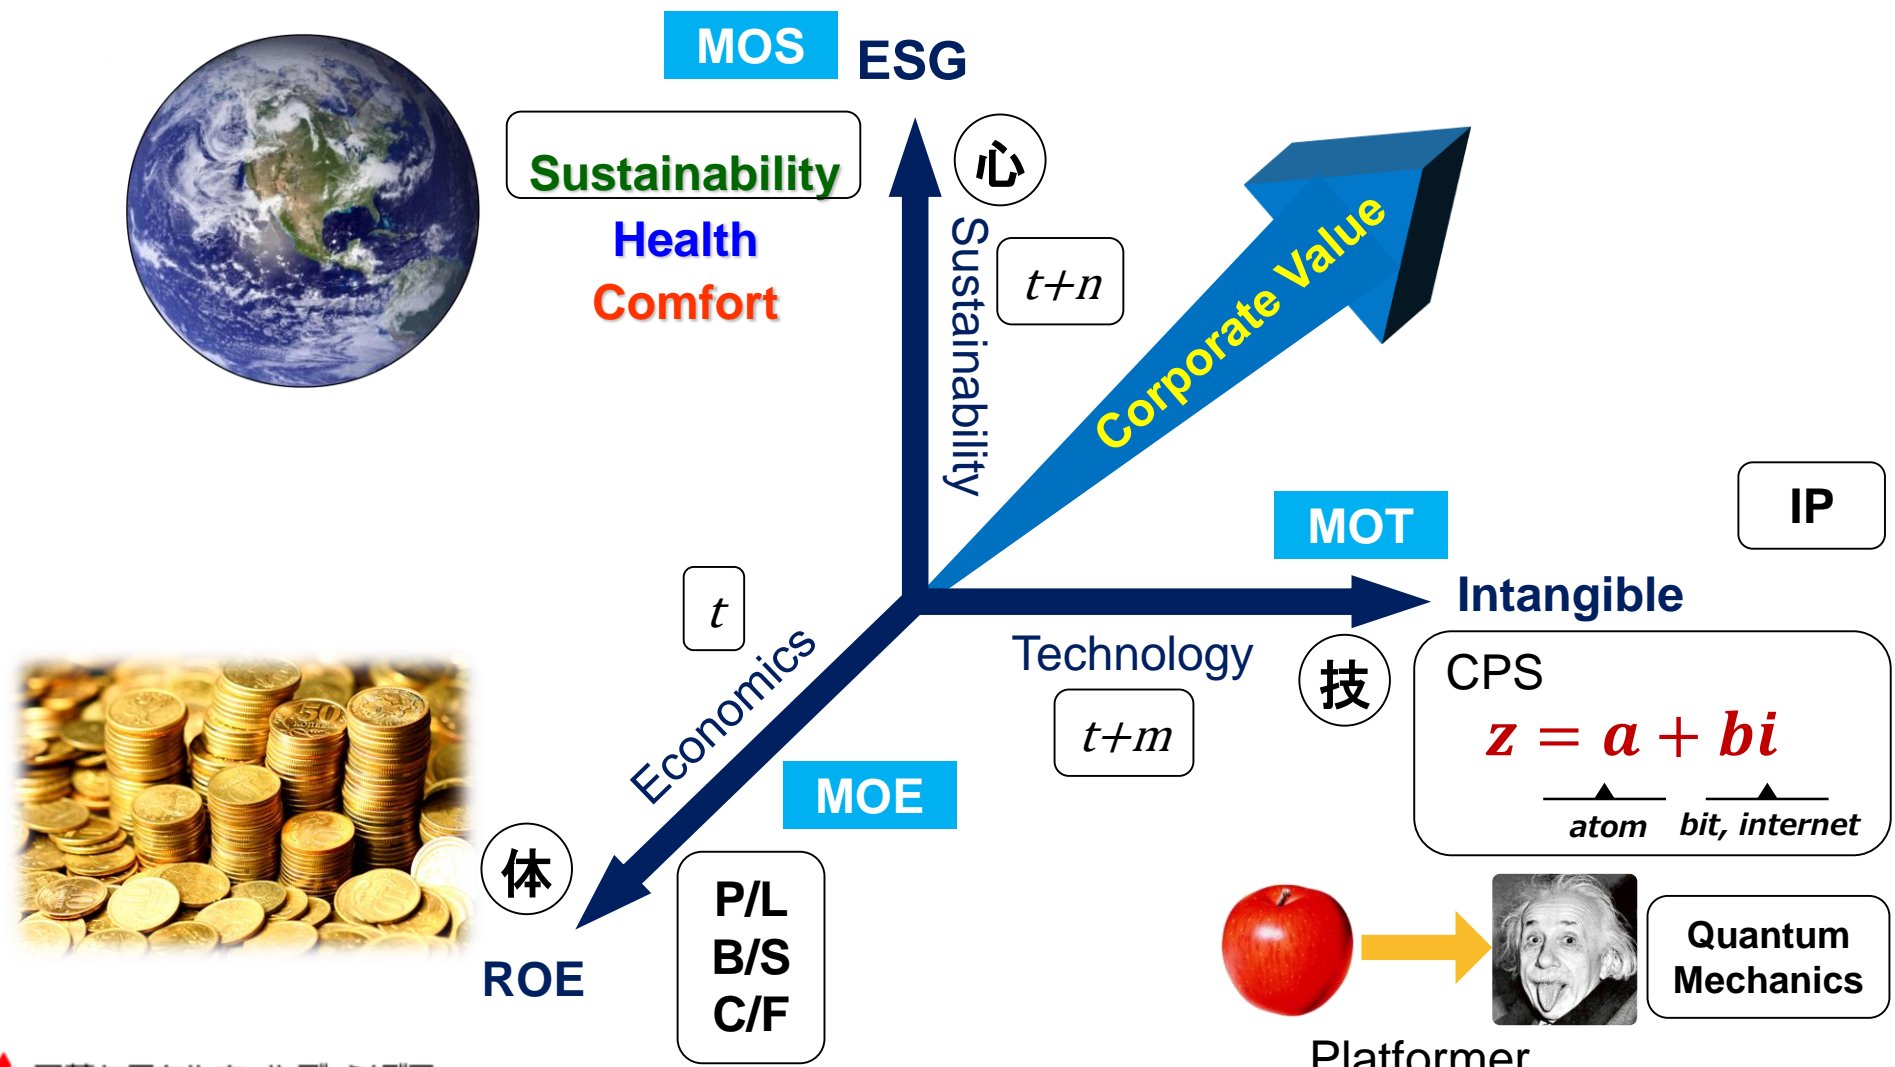 MOS
ESG
Sustainability
Health
Comfort
心
Sustainability
t+n
Corporate Value
IP
MOT
Intangible
t
Economics
Technology
技
t+m
CPS
z = a + bi
atom
bit, internet
MOE
体
ROE
P/L
B/S
C/F
Quantum
Mechanics
Platformer